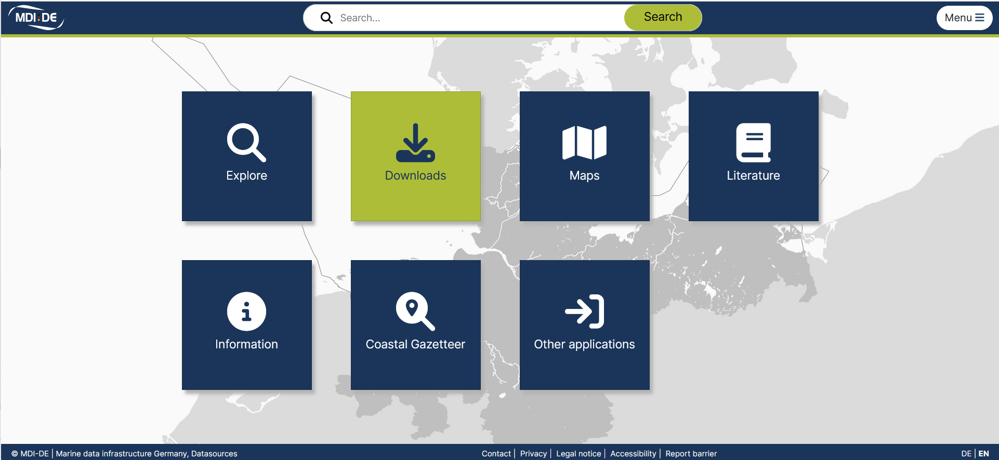 MDI:DE
Search...
Search
Menu
Explore
Downloads
Maps
Literature
Information
Coastal Gazetteer
Other applications
© MDI-DE | Marine data infrastructure Germany, Datasources
Contact | Privacy | Legal notice | Accessibility | Report barrier
DE | EN